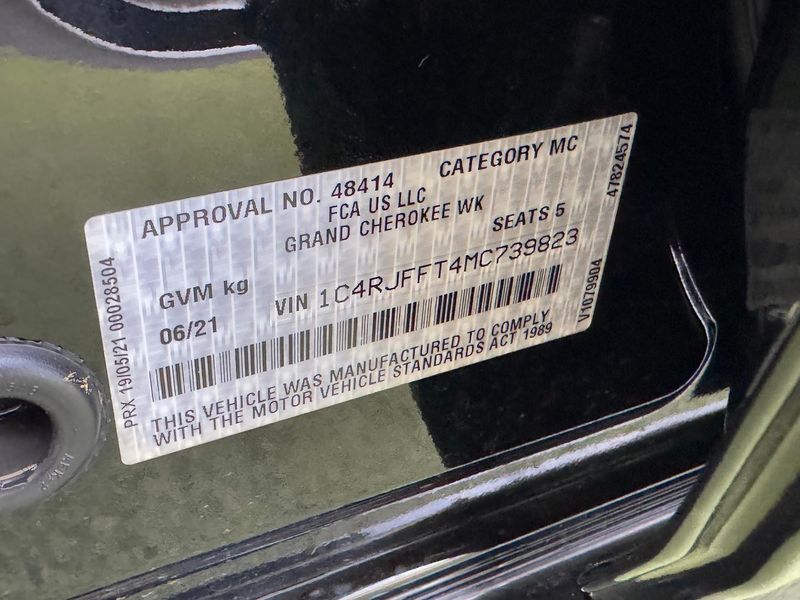 APPROVAL NO. 48414
CATEGORY MC
FCA US LLC
GRAND CHEROKEE WK
SEATS 5
GVM kg
VIN 1C4RJFFT4MC739823
06/21
THIS VEHICLE WAS MANUFACTURED TO COMPLY
WITH THE MOTOR VEHICLE STANDARDS ACT 1989
PRX 19/05/21 00028504
47824574
V1079904